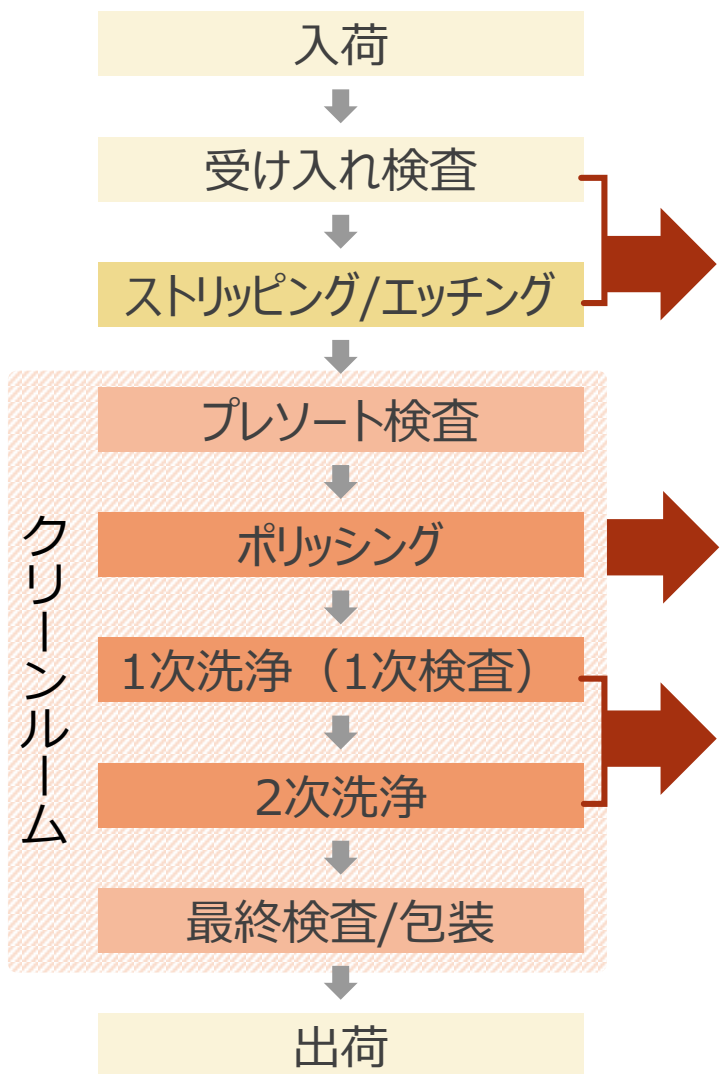 入荷
受け入れ検査
ストリッピング/エッチング
プレソート検査
クリーンルーム
ポリッシング
1次洗浄（1次検査）
2次洗浄
最終検査/包装
出荷